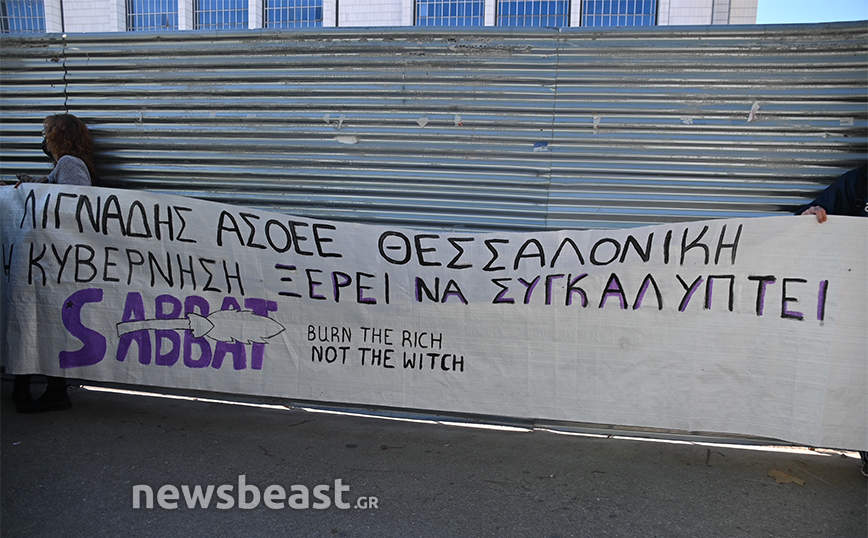 ΛΙΓΝΑΔΗΣ ΑΣΟΕΕ ΘΕΣΣΑΛΟΝΙΚΗ
Η ΚΥΒΕΡΝΗΣΗ ΞΕΡΕΙ ΝΑ ΣΥΓΚΑΛΥΠΤΕΙ
SABBAT
BURN THE RICH
NOT THE WITCH
newsbeast.GR